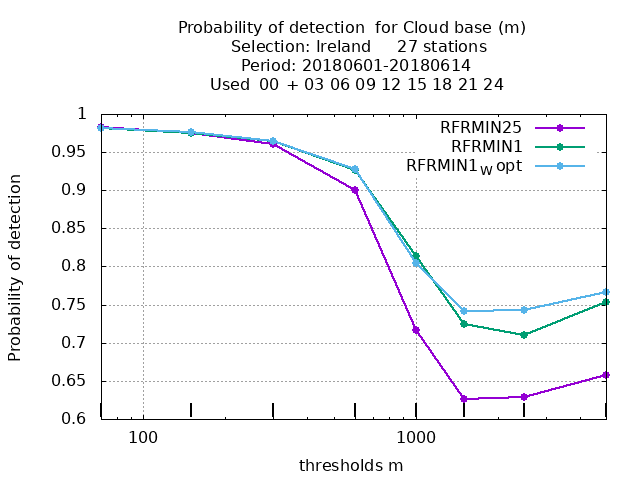 Probability of detection  for Cloud base (m)
Selection: Ireland     27 stations
Period: 20180601-20180614
Used  00 + 03 06 09 12 15 18 21 24
RFRMIN25
RFRMIN1
RFRMIN1W opt
Probability of detection
1
0.95
0.9
0.85
0.8
0.75
0.7
0.65
0.6
100
1000
thresholds m